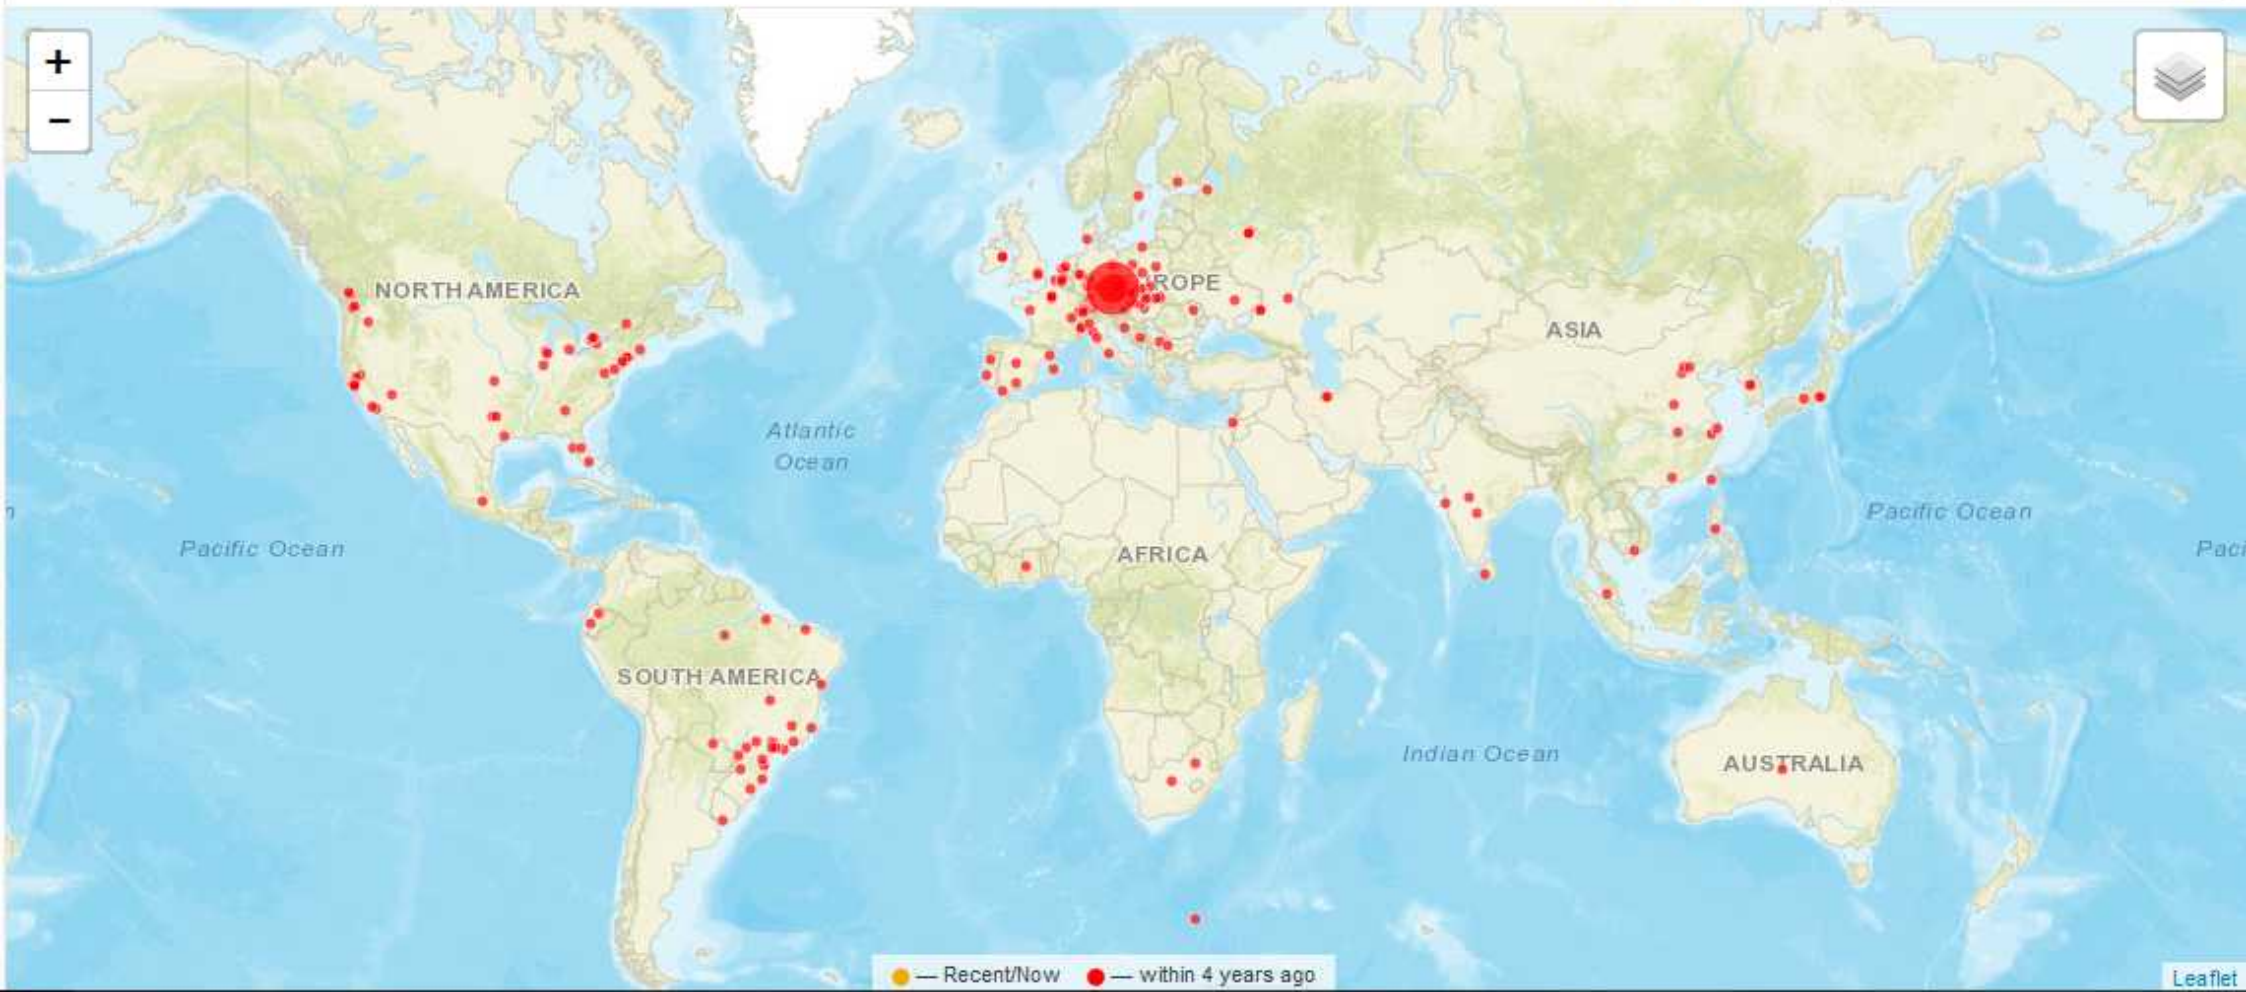 +
−
NORTH AMERICA
ROPE
ASIA
Atlantic
Ocean
Pacific Ocean
Pacific Ocean
AFRICA
Paci
SOUTH AMERICA
Indian Ocean
AUSTRALIA
— Recent/Now — within 4 years ago
Leaflet